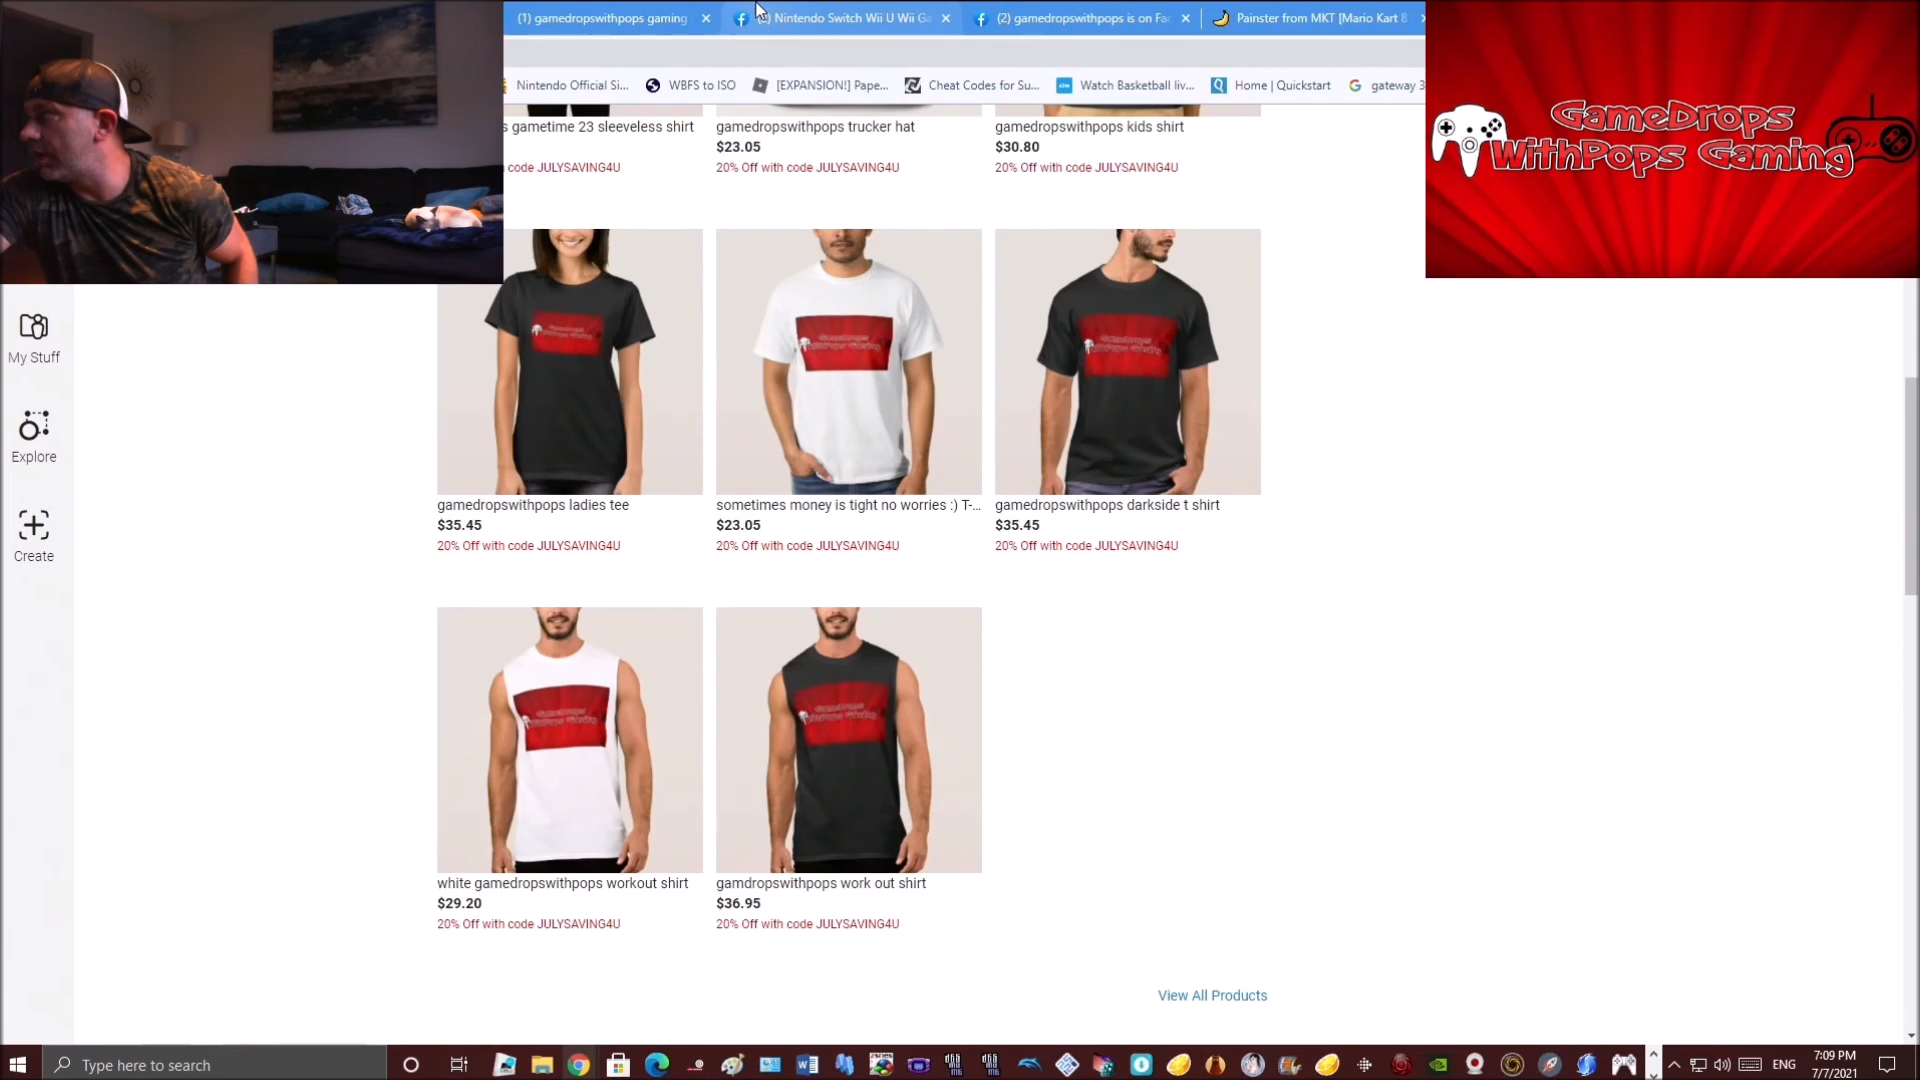 (1) gamedropswithpops gaming
Nintendo Switch Wii U Wii Ga
(2) gamedropswithpops is on Fac
Painster from MKT [Mario Kart 8
Nintendo Official Si...
WBFS to ISO
[EXPANSION!] Pape...
Cheat Codes for Su...
Watch Basketball liv...
Home | Quickstart
gateway 3
GameDrops
WithPops Gaming
s gametime 23 sleeveless shirt
code JULYSAVING4U
gamedropswithpops trucker hat
$23.05
20% Off with code JULYSAVING4U
gamedropswithpops kids shirt
$30.80
20% Off with code JULYSAVING4U
My Stuff
Explore
Create
gamedropswithpops ladies tee
$35.45
20% Off with code JULYSAVING4U
sometimes money is tight no worries :) T-...
$23.05
20% Off with code JULYSAVING4U
gamedropswithpops darkside t shirt
$35.45
20% Off with code JULYSAVING4U
white gamedropswithpops workout shirt
$29.20
20% Off with code JULYSAVING4U
gamdropswithpops work out shirt
$36.95
20% Off with code JULYSAVING4U
View All Products
Type here to search
ENG
7:09 PM
7/7/2021